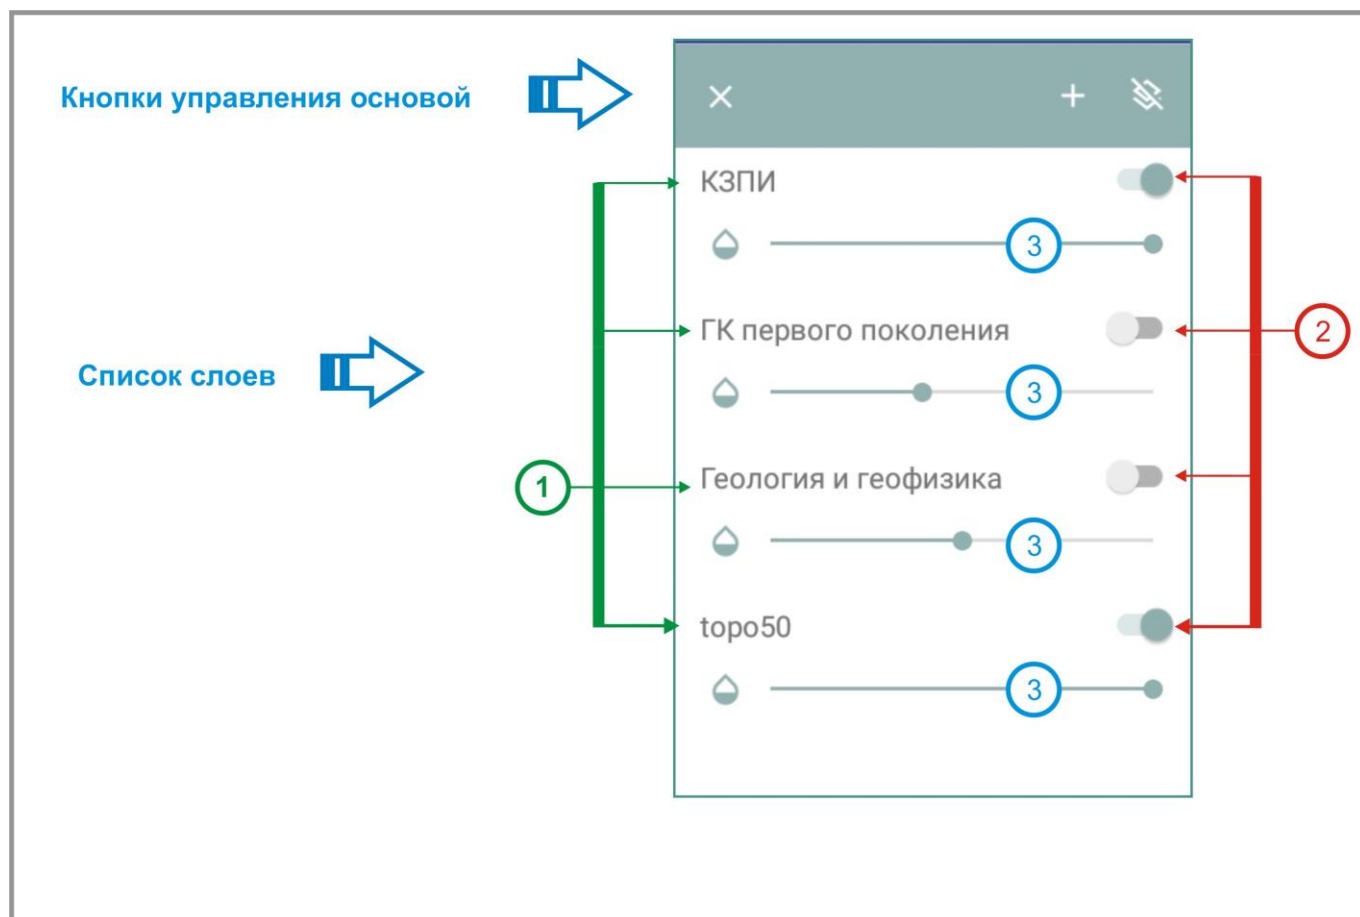 Кнопки управления основой
КЗПИ
3
ГК первого поколения
2
Список слоев
3
Геология и геофизика
1
3
topo50
3